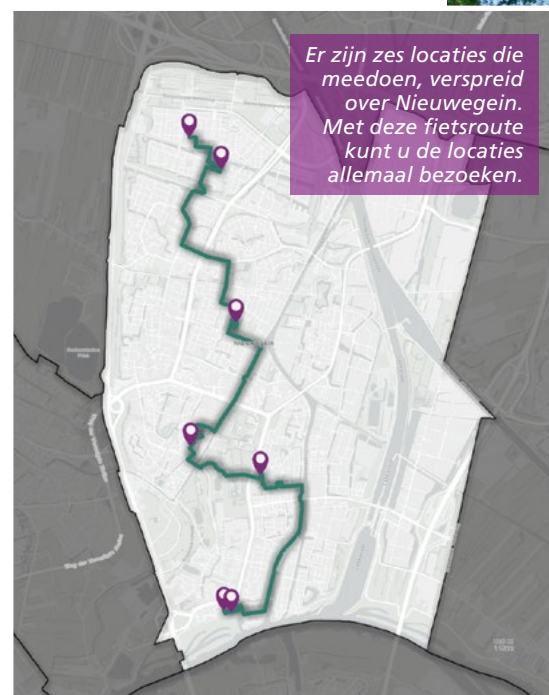 Er zijn zes locaties die
meedoen, verspreid
over Nieuwegein.
Met deze fietsroute
kunt u de locaties
allemaal bezoeken.